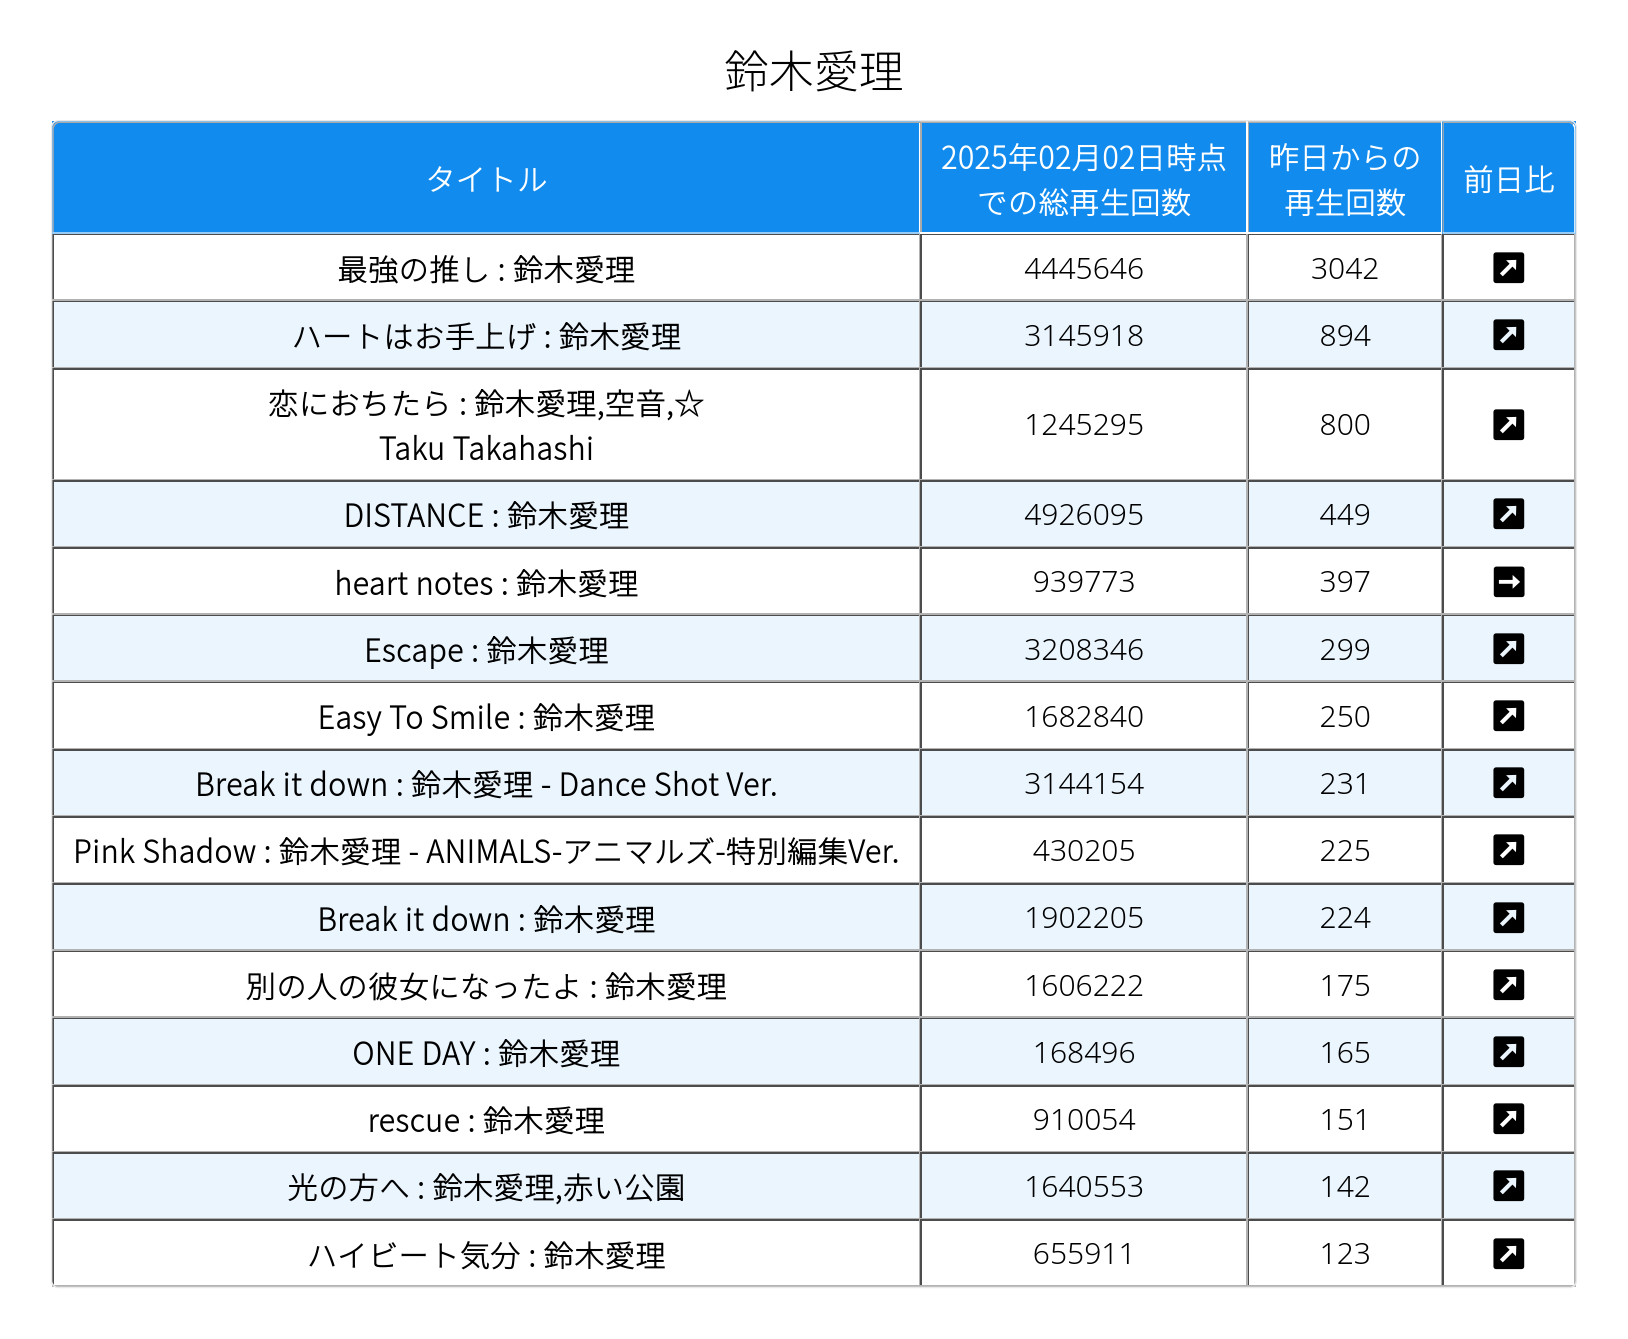 鈴木愛理
タイトル
2025年02月02日時点
での総再生回数
昨日からの
再生回数
前日比
最強の推し : 鈴木愛理 4445646 3042
ハートはお手上げ : 鈴木愛理 3145918 894
恋におちたら : 鈴木愛理,空音,☆
Taku Takahashi
1245295 800
DISTANCE : 鈴木愛理 4926095 449
heart notes : 鈴木愛理 939773 397
Escape : 鈴木愛理 3208346 299
Easy To Smile : 鈴木愛理 1682840 250
Break it down : 鈴木愛理 - Dance Shot Ver. 3144154 231
Pink Shadow : 鈴木愛理 - ANIMALS-アニマルズ-特別編集Ver. 430205 225
Break it down : 鈴木愛理 1902205 224
別の人の彼女になったよ : 鈴木愛理 1606222 175
ONE DAY : 鈴木愛理 168496 165
rescue : 鈴木愛理 910054 151
光の方へ : 鈴木愛理,赤い公園 1640553 142
ハイビート気分 : 鈴木愛理 655911 123